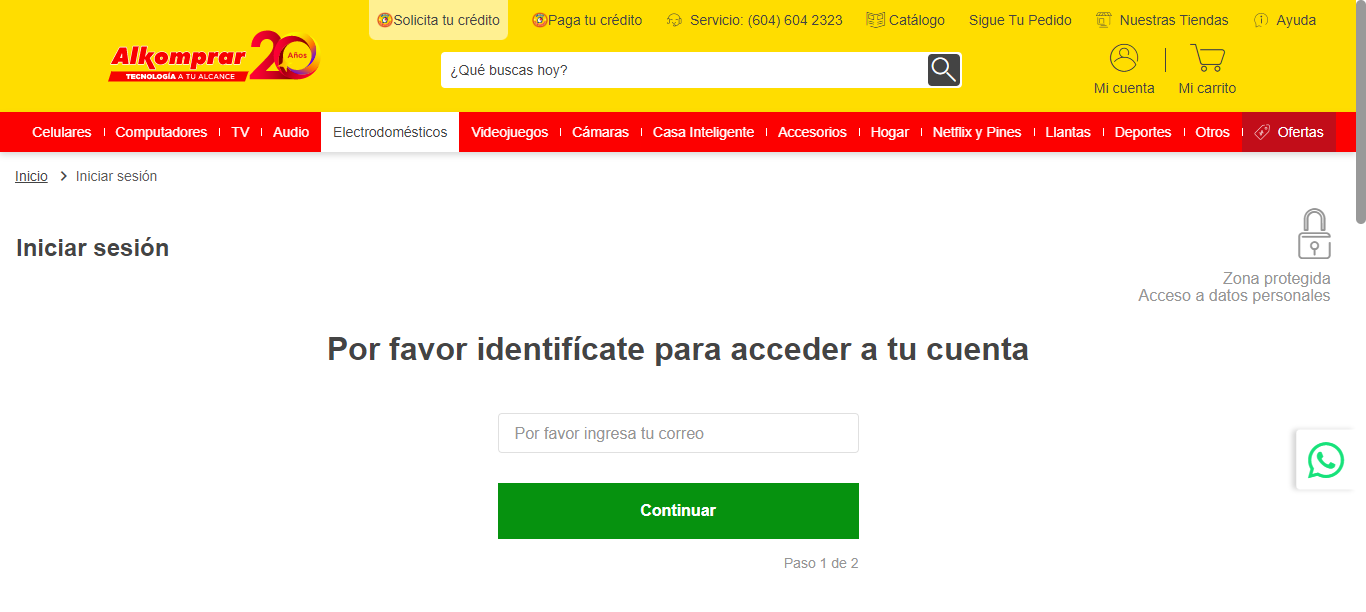 Solicita tu crédito Paga tu crédito Servicio: (604) 604 2323 Catálogo Sigue Tu Pedido Nuestras Tiendas Ayuda
Alkomprar 20 Años
TECNOLOGÍA A TU ALCANCE
¿Qué buscas hoy?
Mi cuenta Mi carrito
Celulares Computadores TV Audio Electrodomésticos Videojuegos Cámaras Casa Inteligente Accesorios Hogar Netflix y Pines Llantas Deportes Otros Ofertas
Inicio Iniciar sesión
Iniciar sesión
Zona protegida
Acceso a datos personales
Por favor identifícate para acceder a tu cuenta
Por favor ingresa tu correo
Continuar
Paso 1 de 2